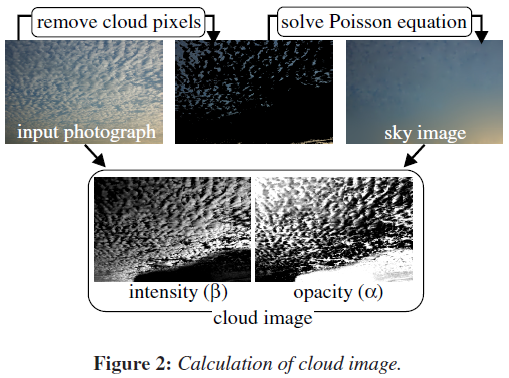 remove cloud pixels
solve Poisson equation
input photograph
sky image
intensity (β)
opacity (α)
cloud image
Figure 2: Calculation of cloud image.